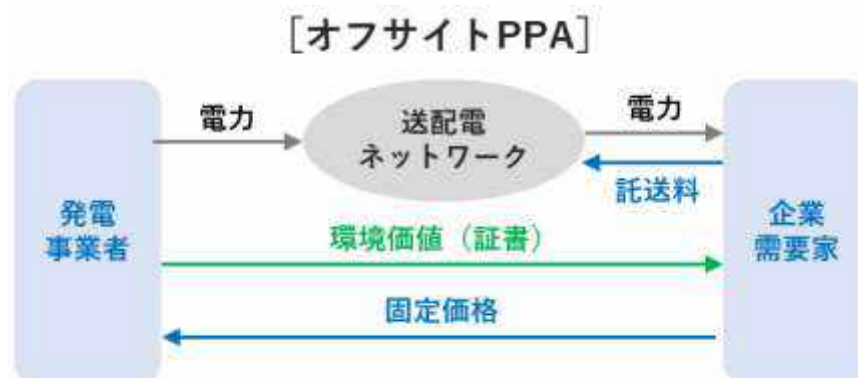 ［オフサイトPPA］
電力
送配電
ネットワーク
電力
託送料
発電
事業者
企業
需要家
環境価値（証書）
固定価格